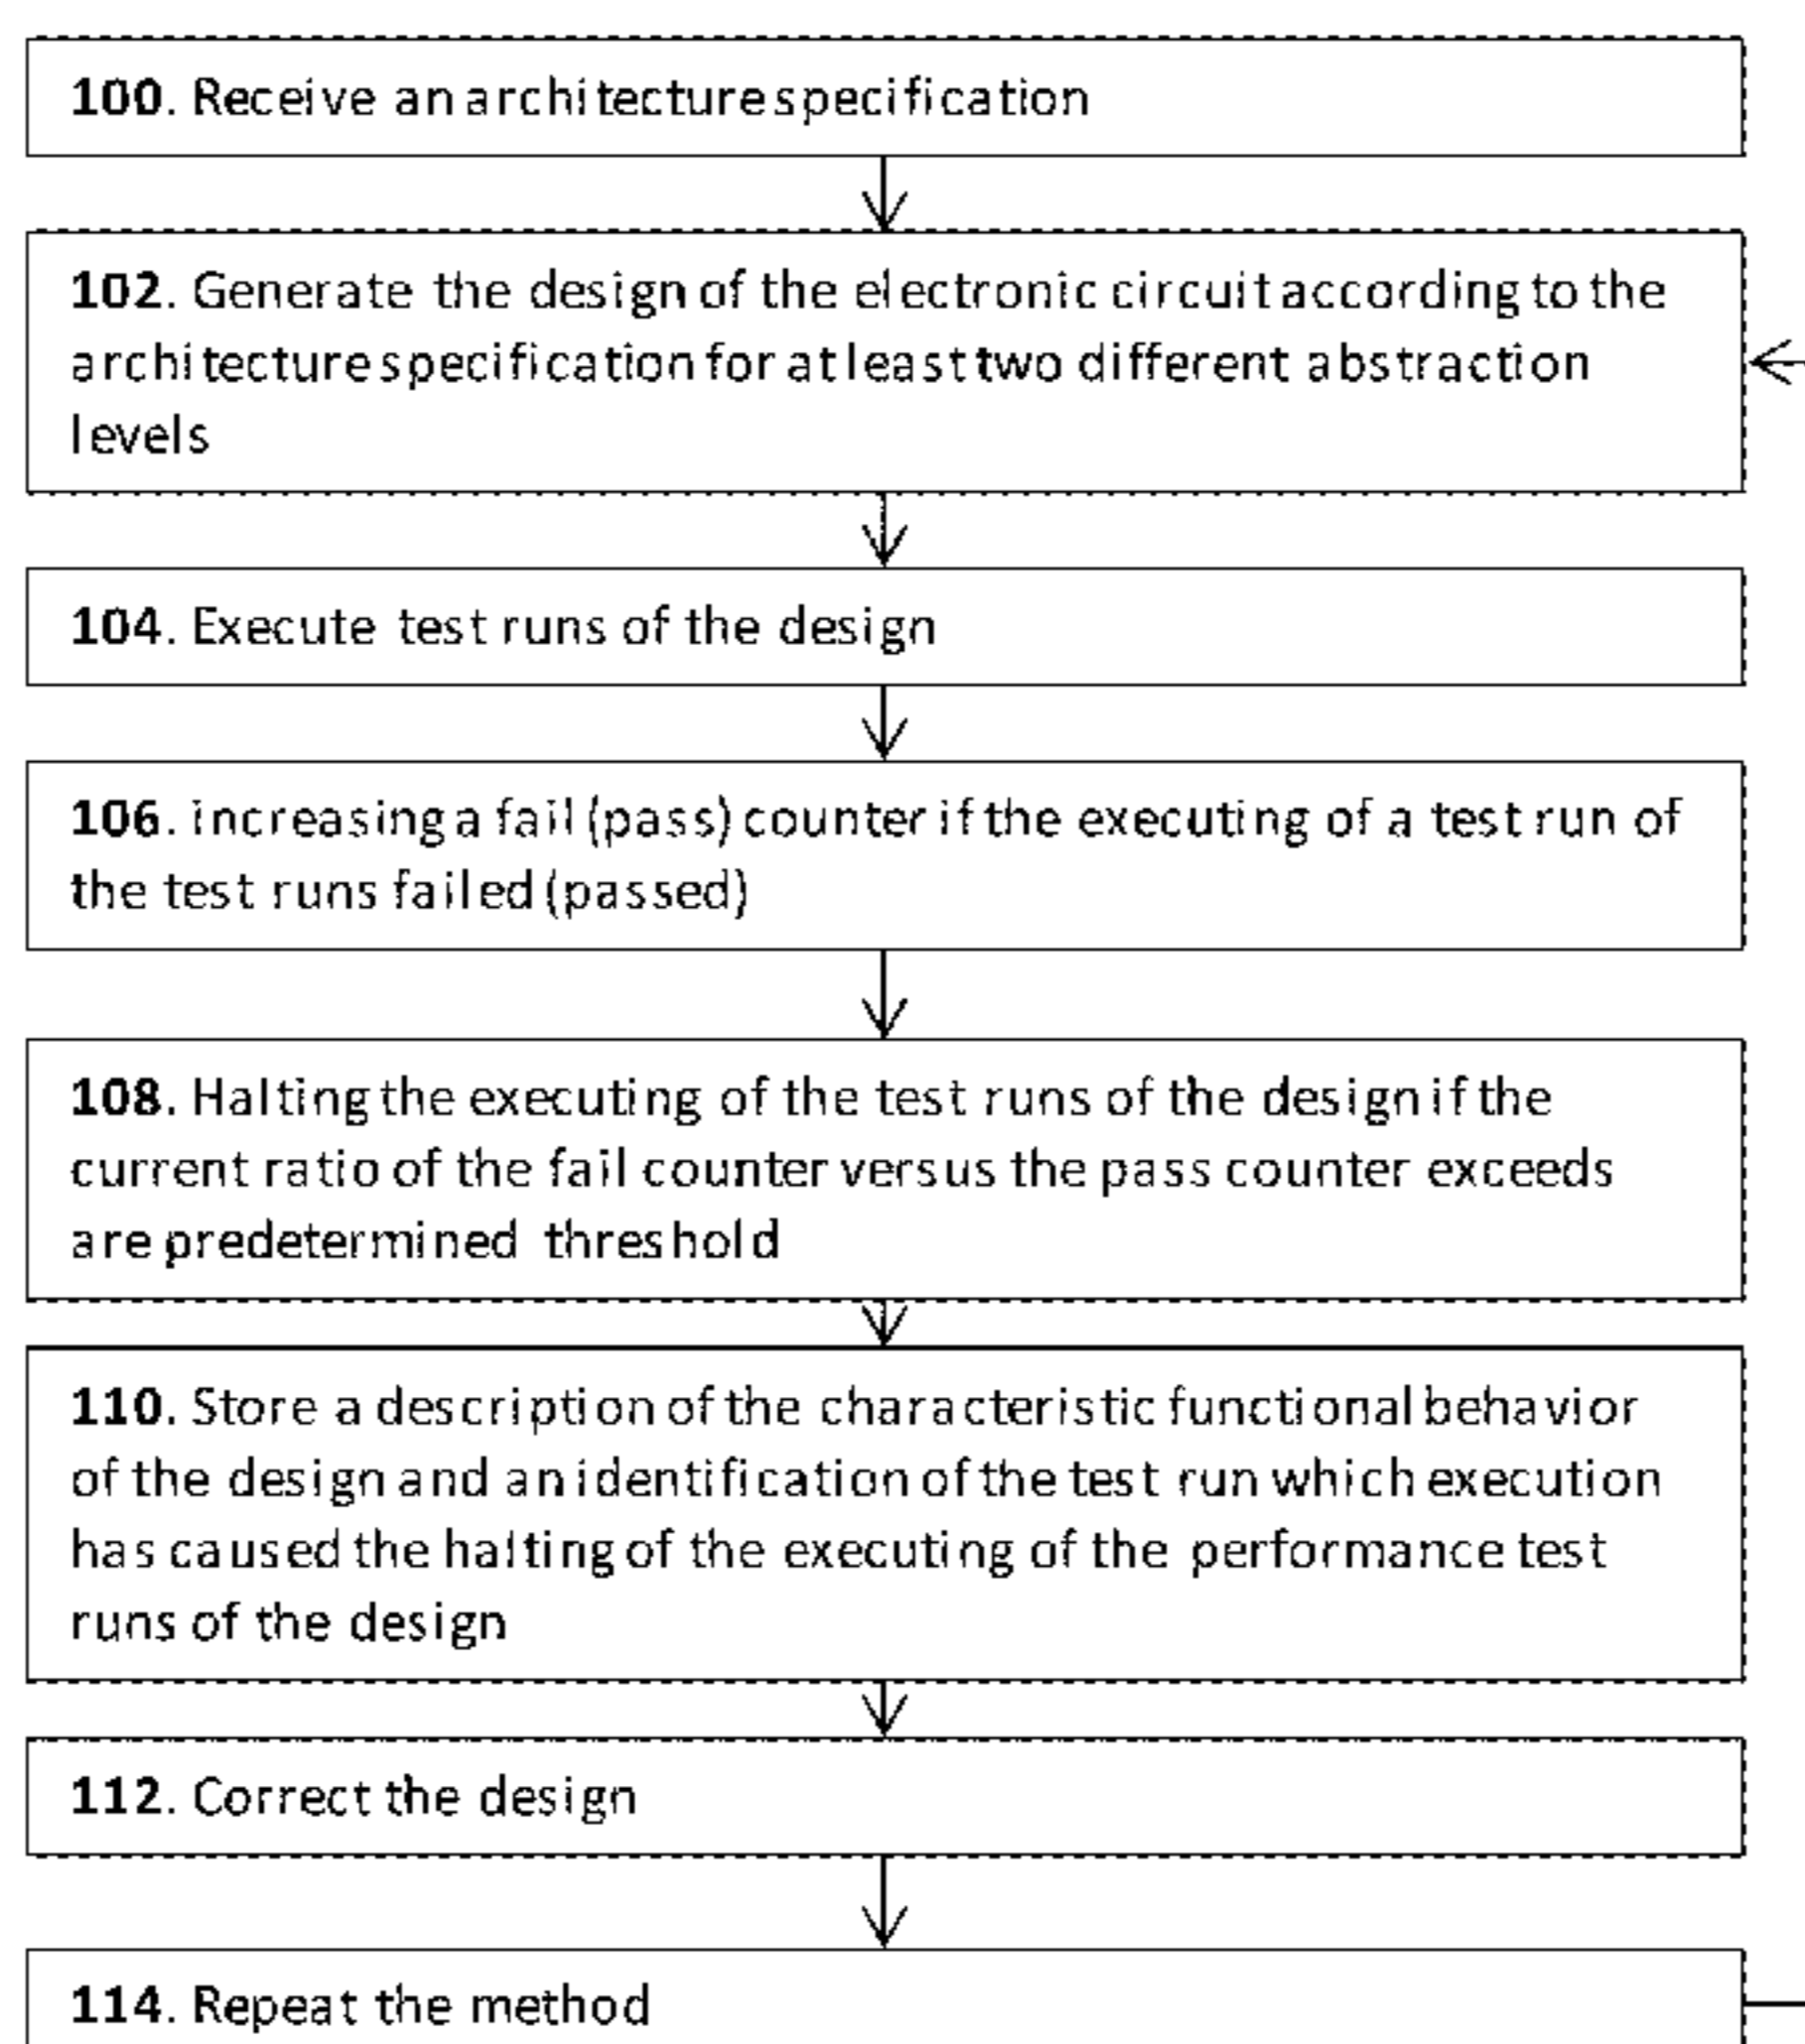 100. Receive an architecture specification
102. Generate the design of the electronic circuit according to the
architecture specification for at least two different abstraction
levels
104. Execute test runs of the design
106. increasing a fail (pass) counter if the executing of a test run of
the test runs failed (passed)
108. Halting the executing of the test runs of the design if the
current ratio of the fail counter versus the pass counter exceeds
are predetermined threshold
110. Store a description of the characteristic functional behavior
of the design and an identification of the test run which execution
has caused the halting of the executing of the performance test
runs of the design
112. Correct the design
114. Repeat the method